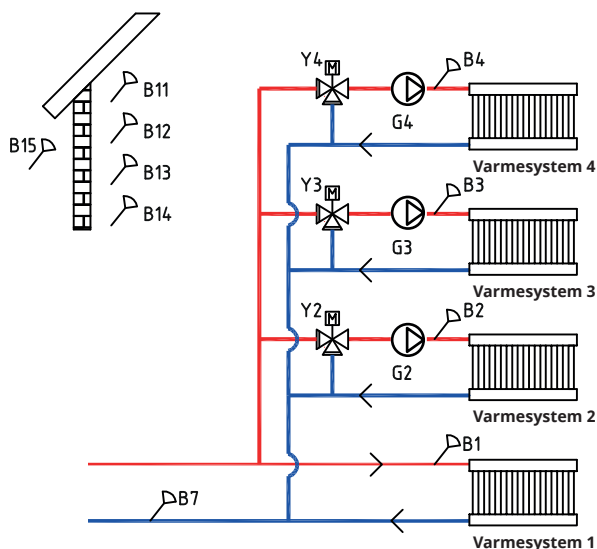 Y4
M
B4
B11
G4
B12
B15
B13
Varmesystem 4
Y3
M
B3
B14
G3
Varmesystem 3
Y2
M
B2
G2
Varmesystem 2
B1
B7
Varmesystem 1